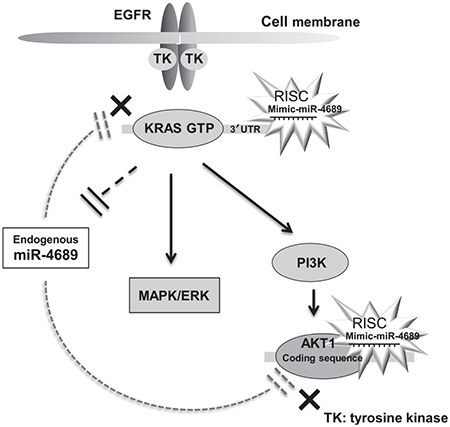 EGFR
Cell membrane
TK TK
RISC
Mimic-miR-4689
KRAS GTP
3′UTR
Endogenous
miR-4689
PI3K
MAPK/ERK
RISC
Mimic-miR-4689
AKT1
Coding sequence
TK: tyrosine kinase